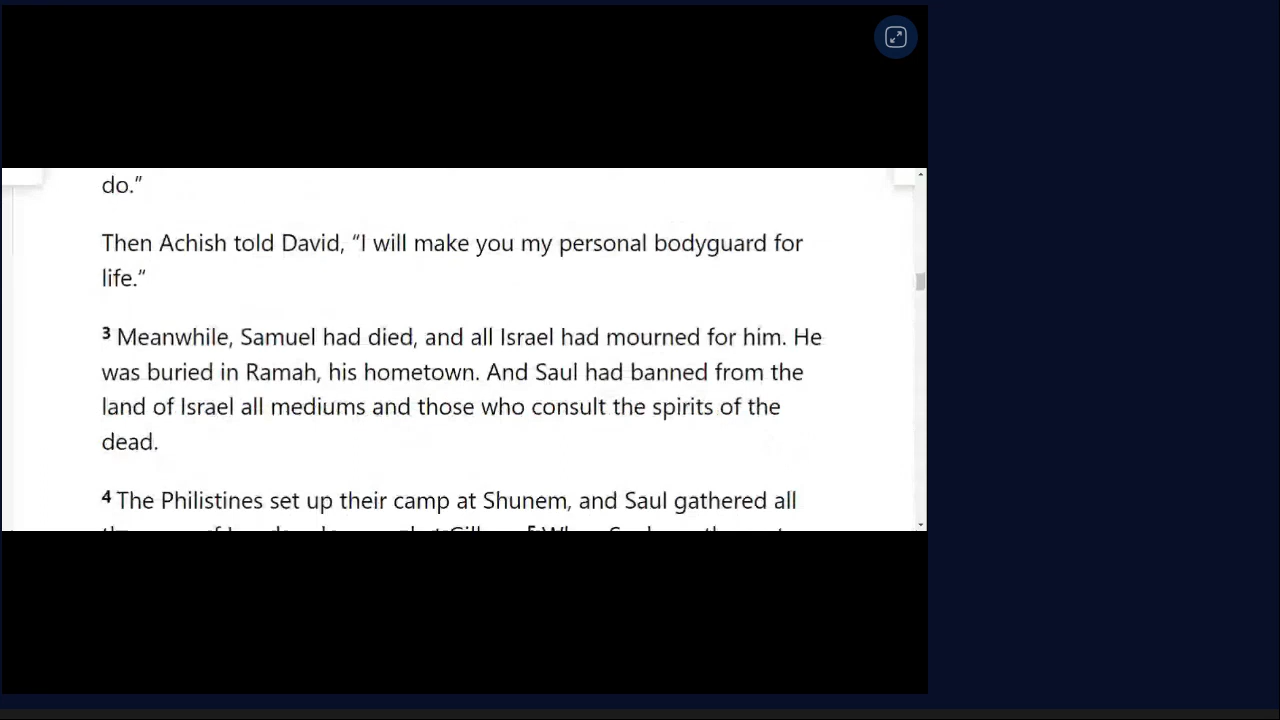 do.”
Then Achish told David, “I will make you my personal bodyguard for
life.”
3 Meanwhile, Samuel had died, and all Israel had mourned for him. He
was buried in Ramah, his hometown. And Saul had banned from the
land of Israel all mediums and those who consult the spirits of the
dead.
4 The Philistines set up their camp at Shunem, and Saul gathered all